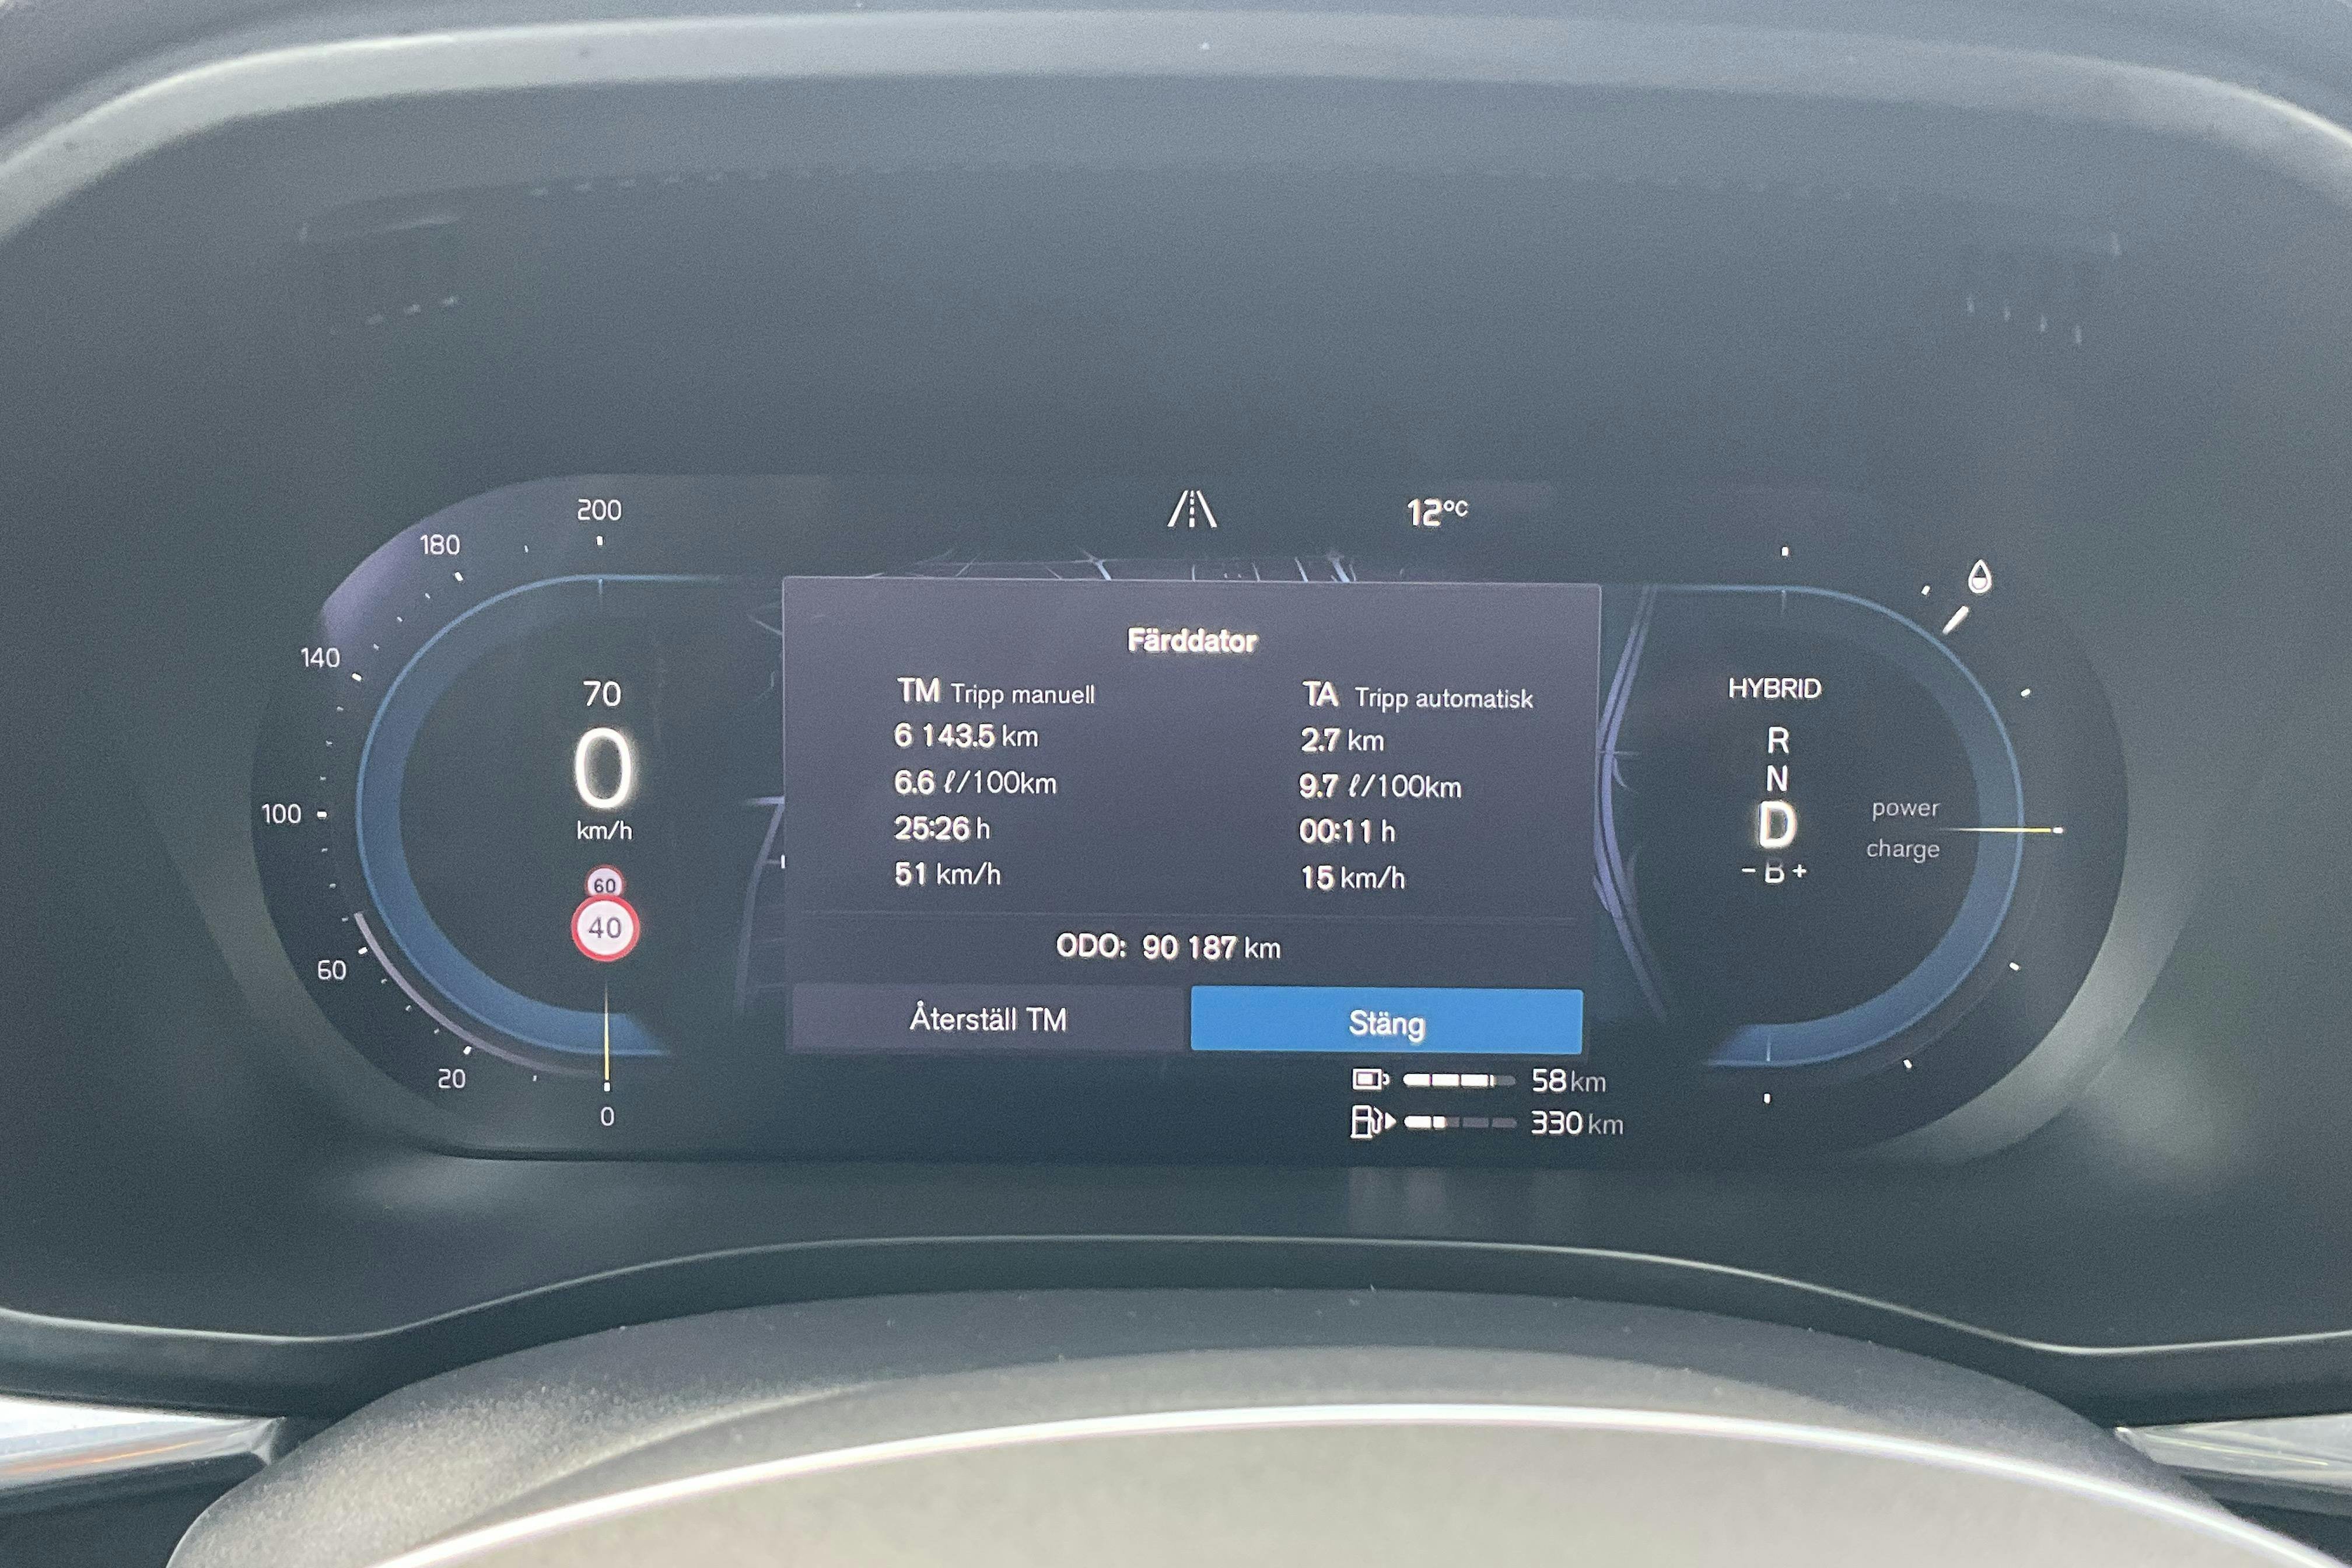 200
12°C
180
140
100
60
20
0
70
0
km/h
60
40
Färddator
TM Tripp manuell
6 143.5 km
6.6 ℓ/100km
25:26 h
51 km/h
TA Tripp automatisk
2.7 km
9.7 ℓ/100km
00:11 h
15 km/h
ODO: 90 187 km
Återställ TM
Stäng
58 km
330 km
HYBRID
R
N
D
- B +
power
charge